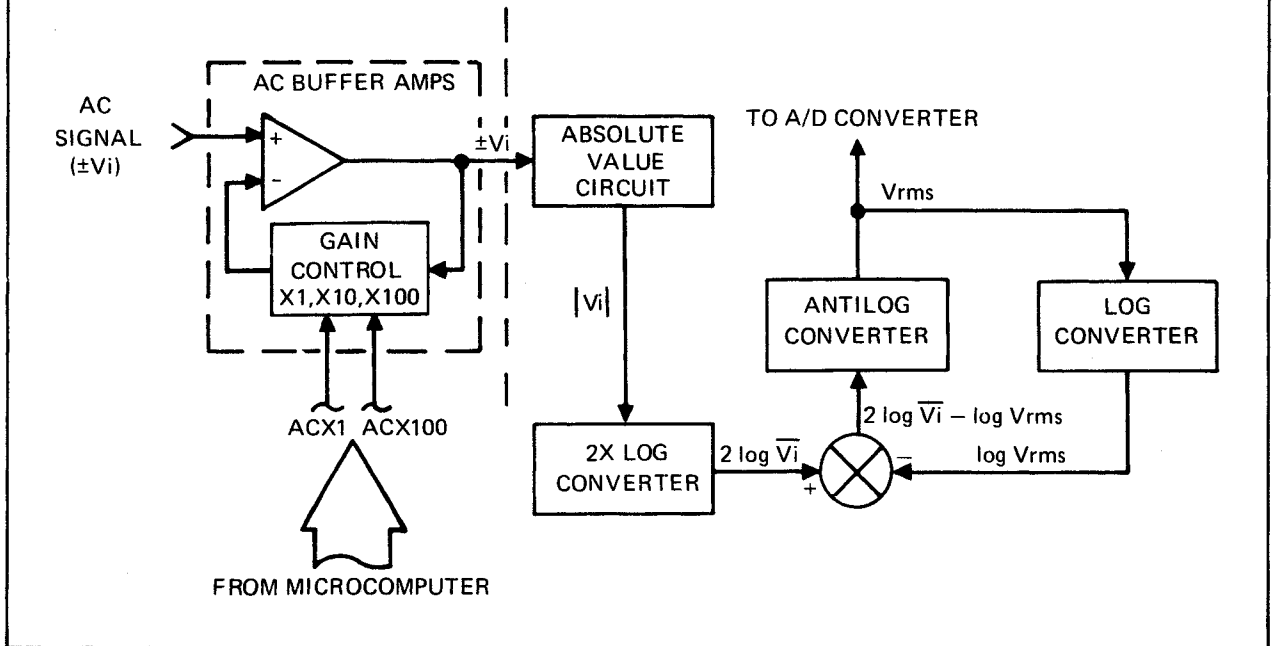 AC BUFFER AMPS
AC
SIGNAL
(±Vi)
+
-
±Vi
GAIN
CONTROL
X1,X10,X100
ACX1 ACX100
FROM MICROCOMPUTER
ABSOLUTE
VALUE
CIRCUIT
|Vi|
2X LOG
CONVERTER
2 log V̅i̅
+
−
TO A/D CONVERTER
Vrms
ANTILOG
CONVERTER
LOG
CONVERTER
2 log V̅i̅ − log Vrms
log Vrms